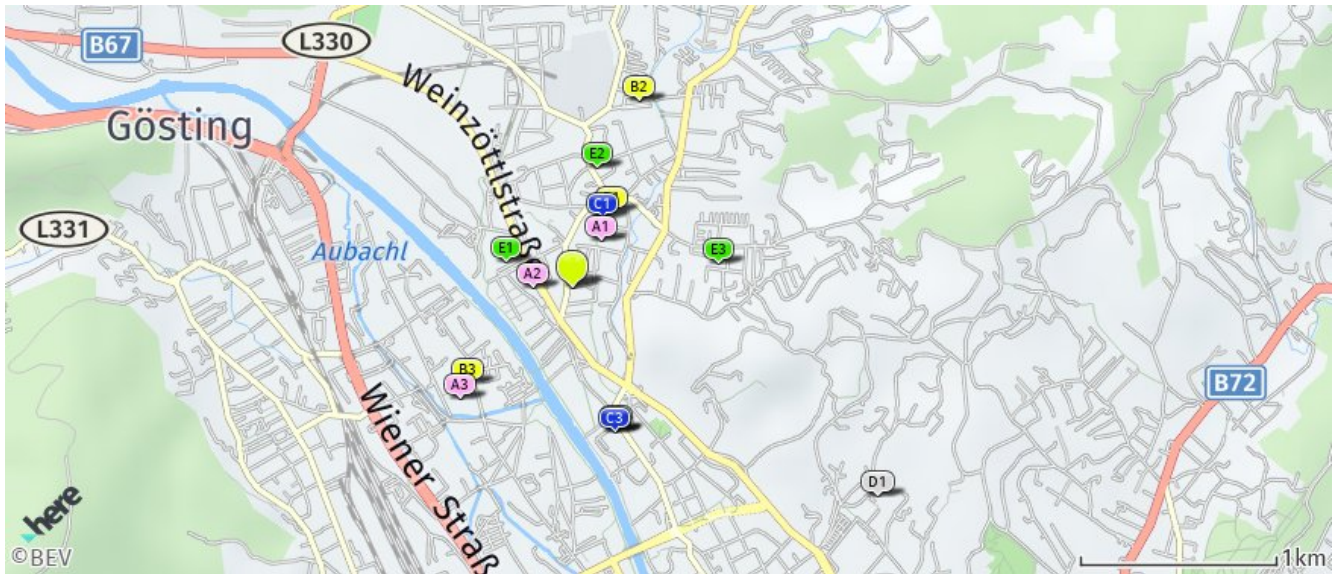 B67
L330
B2
Weinzöttlstraß
Gösting
E2
C1
A1
L331
Aubachl
E1
E3
A2
B3
A3
B72
Wiener Straß
C3
D1
here
1km
©BEV